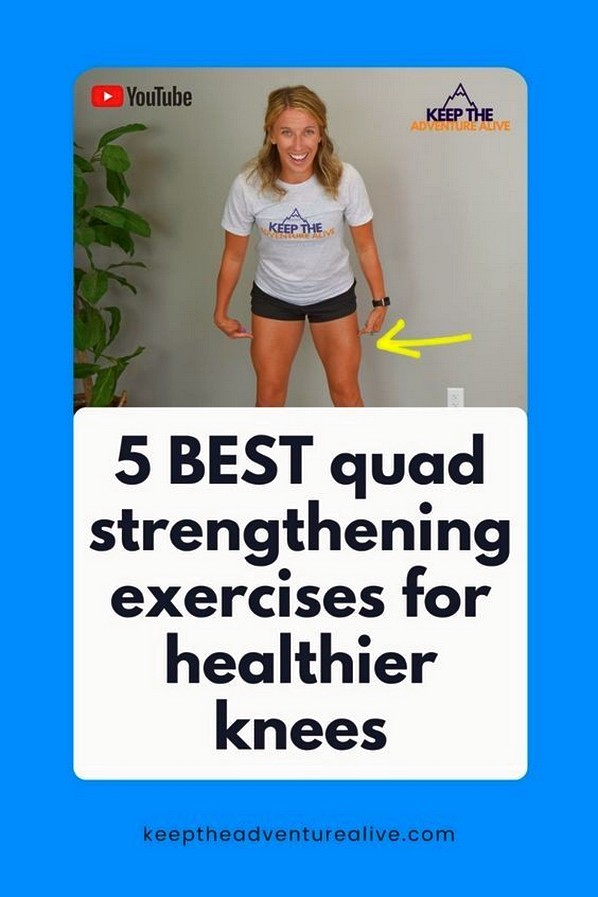 YouTube
KEEP THE
ADVENTURE ALIVE
KEEP THE
ADVENTURE ALIVE
5 BEST quad
strengthening
exercises for
healthier
knees
keeptheadventurealive.com